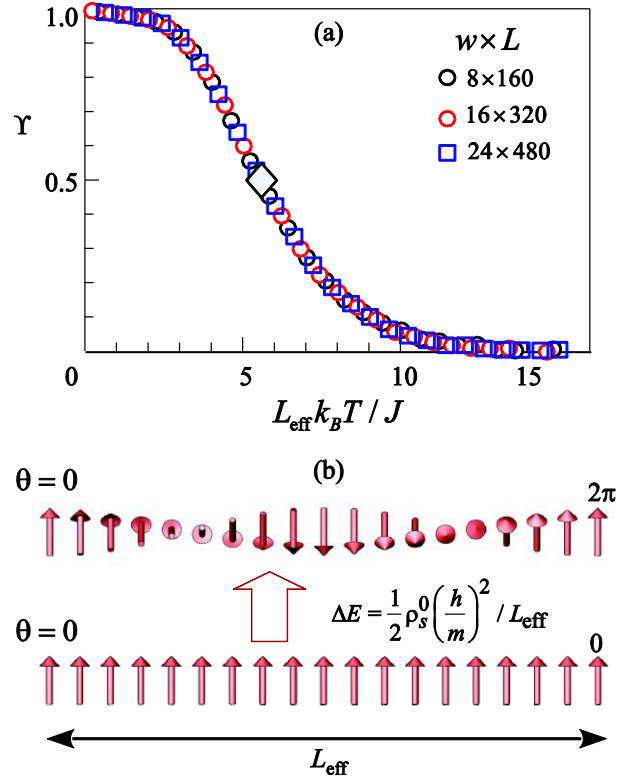 (a)
w × L
8×160
16×320
24×480
1.0
ϒ
0.5
0 5 10 15
L_eff k_B T / J
(b)
θ = 0 2π
ΔE = 1/2 ρ_s^0 (h/m)^2 / L_eff
θ = 0 0
L_eff